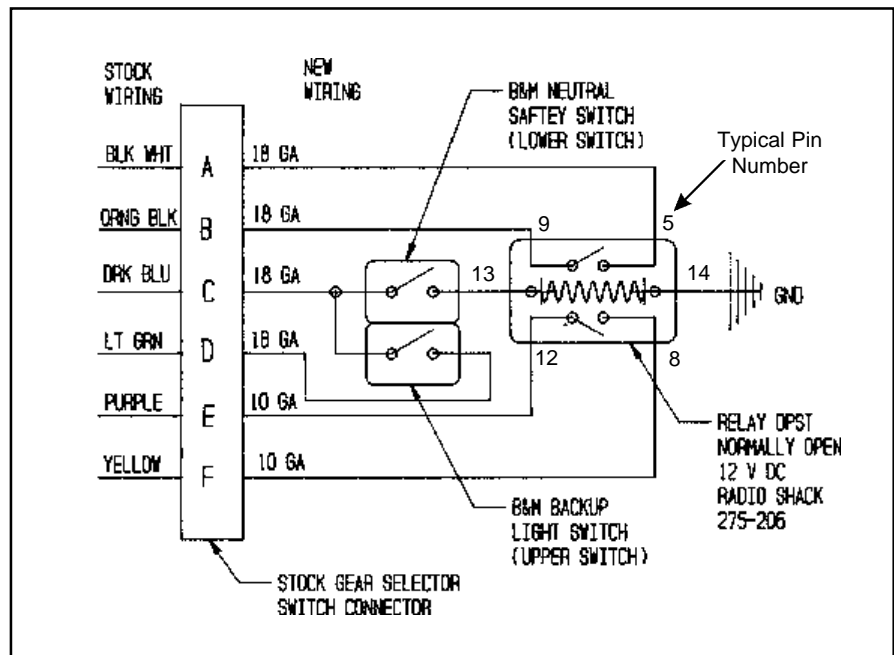 STOCK
WIRING
NEW
WIRING
B&M NEUTRAL
SAFTEY SWITCH
(LOWER SWITCH)
Typical Pin
Number
BLK WHT
A
18 GA
ORNG BLK
B
18 GA
9
5
DRK BLU
C
18 GA
13
14
GND
LT GRN
D
18 GA
12
8
PURPLE
E
10 GA
YELLOW
F
10 GA
RELAY DPST
NORMALLY OPEN
12 V DC
RADIO SHACK
275-206
B&M BACKUP
LIGHT SWITCH
(UPPER SWITCH)
STOCK GEAR SELECTOR
SWITCH CONNECTOR